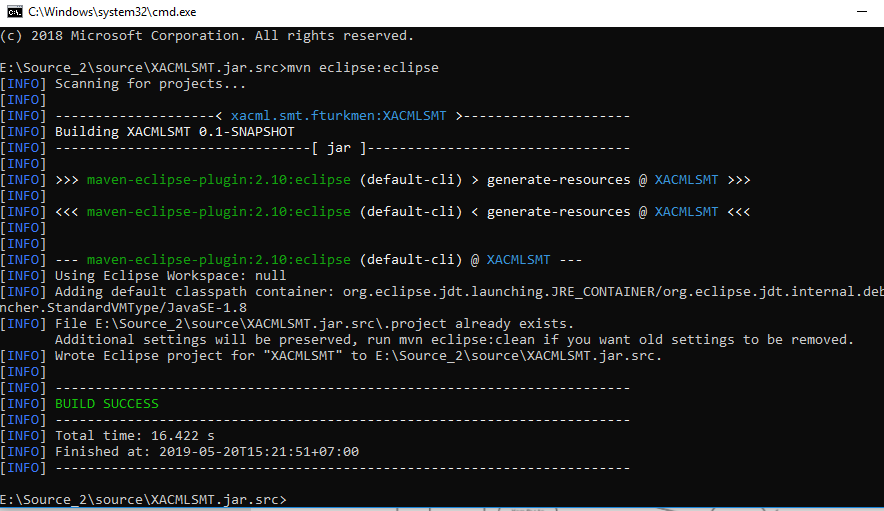 C:\Windows\system32\cmd.exe
(c) 2018 Microsoft Corporation. All rights reserved.
E:\Source_2\source\XACMLSMT.jar.src>mvn eclipse:eclipse
[INFO] Scanning for projects...
[INFO]
[INFO] --------------------< xacml.smt.fturkmen:XACMLSMT >---------------------
[INFO] Building XACMLSMT 0.1-SNAPSHOT
[INFO] --------------------------------[ jar ]---------------------------------
[INFO]
[INFO] >>> maven-eclipse-plugin:2.10:eclipse (default-cli) > generate-resources @ XACMLSMT >>>
[INFO]
[INFO] <<< maven-eclipse-plugin:2.10:eclipse (default-cli) < generate-resources @ XACMLSMT <<<
[INFO]
[INFO]
[INFO] --- maven-eclipse-plugin:2.10:eclipse (default-cli) @ XACMLSMT ---
[INFO] Using Eclipse Workspace: null
[INFO] Adding default classpath container: org.eclipse.jdt.launching.JRE_CONTAINER/org.eclipse.jdt.internal.deb
ncher.StandardVMType/JavaSE-1.8
[INFO] File E:\Source_2\source\XACMLSMT.jar.src\.project already exists.
Additional settings will be preserved, run mvn eclipse:clean if you want old settings to be removed.
[INFO] Wrote Eclipse project for "XACMLSMT" to E:\Source_2\source\XACMLSMT.jar.src.
[INFO]
[INFO] ------------------------------------------------------------------------
[INFO] BUILD SUCCESS
[INFO] ------------------------------------------------------------------------
[INFO] Total time: 16.422 s
[INFO] Finished at: 2019-05-20T15:21:51+07:00
[INFO] ------------------------------------------------------------------------
E:\Source_2\source\XACMLSMT.jar.src>